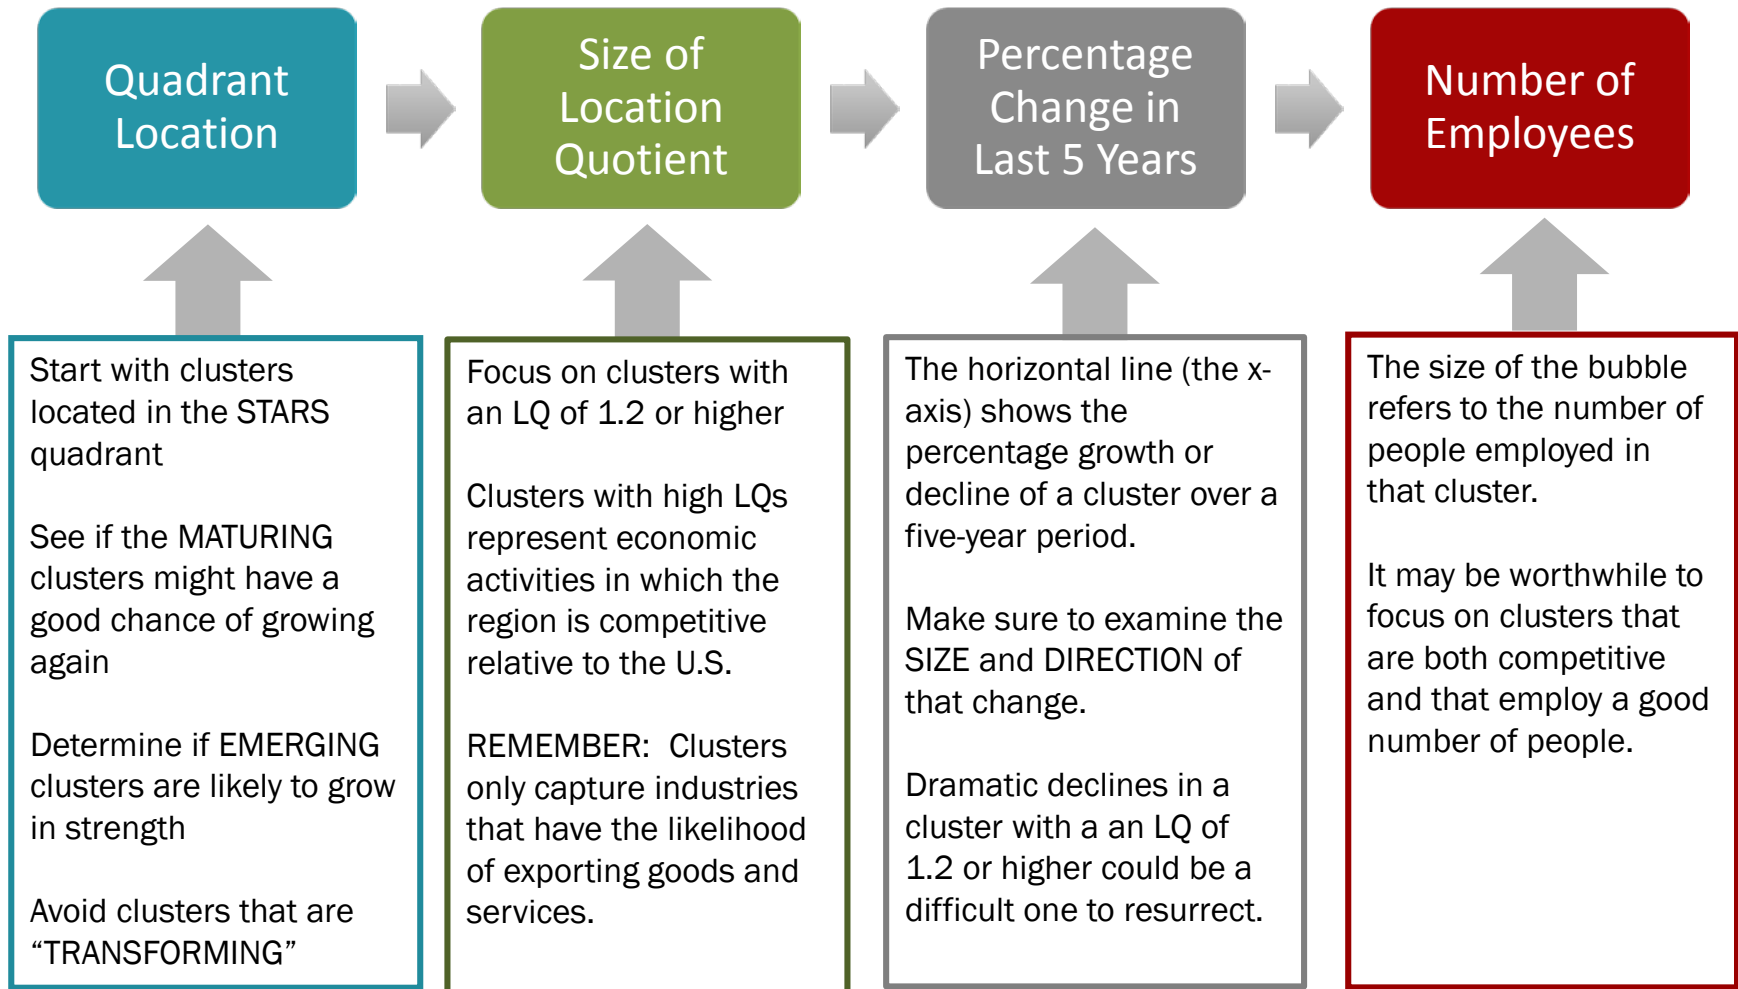 Quadrant
Location
Size of
Location
Quotient
Percentage
Change in
Last 5 Years
Number of
Employees
Start with clusters
located in the STARS
quadrant
See if the MATURING
clusters might have a
good chance of growing
again
Determine if EMERGING
clusters are likely to grow
in strength
Avoid clusters that are
“TRANSFORMING”
Focus on clusters with
an LQ of 1.2 or higher
Clusters with high LQs
represent economic
activities in which the
region is competitive
relative to the U.S.
REMEMBER: Clusters
only capture industries
that have the likelihood
of exporting goods and
services.
The horizontal line (the x-
axis) shows the
percentage growth or
decline of a cluster over a
five-year period.
Make sure to examine the
SIZE and DIRECTION of
that change.
Dramatic declines in a
cluster with a an LQ of
1.2 or higher could be a
difficult one to resurrect.
The size of the bubble
refers to the number of
people employed in
that cluster.
It may be worthwhile to
focus on clusters that
are both competitive
and that employ a good
number of people.